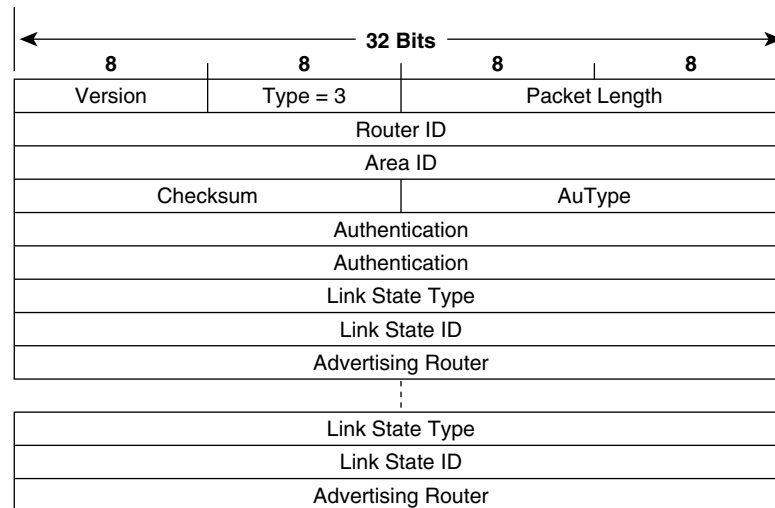 32 Bits
8 8 8 8
Version Type = 3 Packet Length
Router ID
Area ID
Checksum AuType
Authentication
Authentication
Link State Type
Link State ID
Advertising Router
Link State Type
Link State ID
Advertising Router